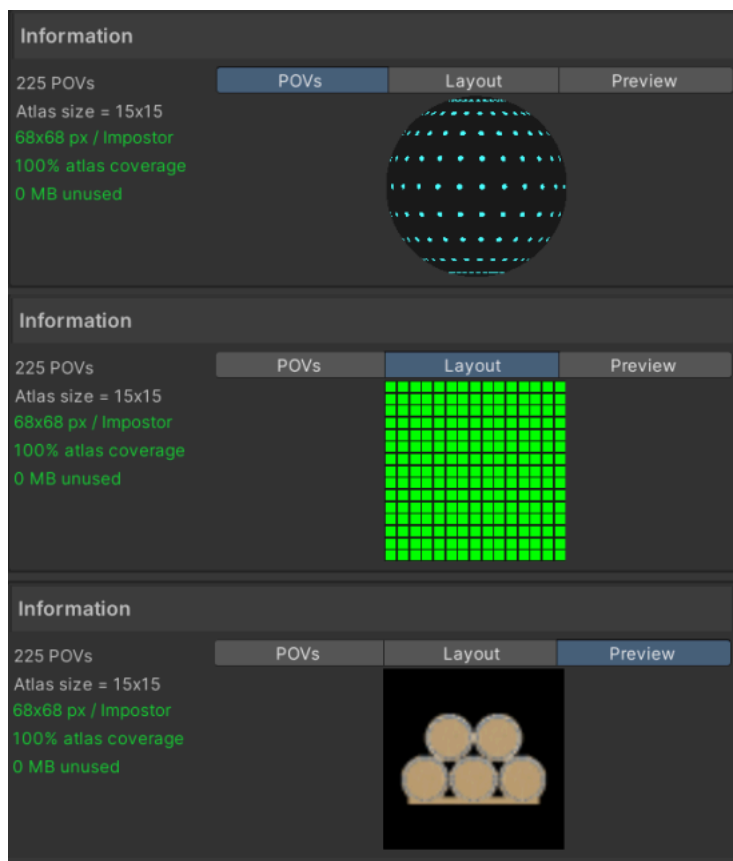 Information
225 POVs
POVs Layout Preview
Atlas size = 15x15
68x68 px / Impostor
100% atlas coverage
0 MB unused
Information
225 POVs
POVs Layout Preview
Atlas size = 15x15
68x68 px / Impostor
100% atlas coverage
0 MB unused
Information
225 POVs
POVs Layout Preview
Atlas size = 15x15
68x68 px / Impostor
100% atlas coverage
0 MB unused